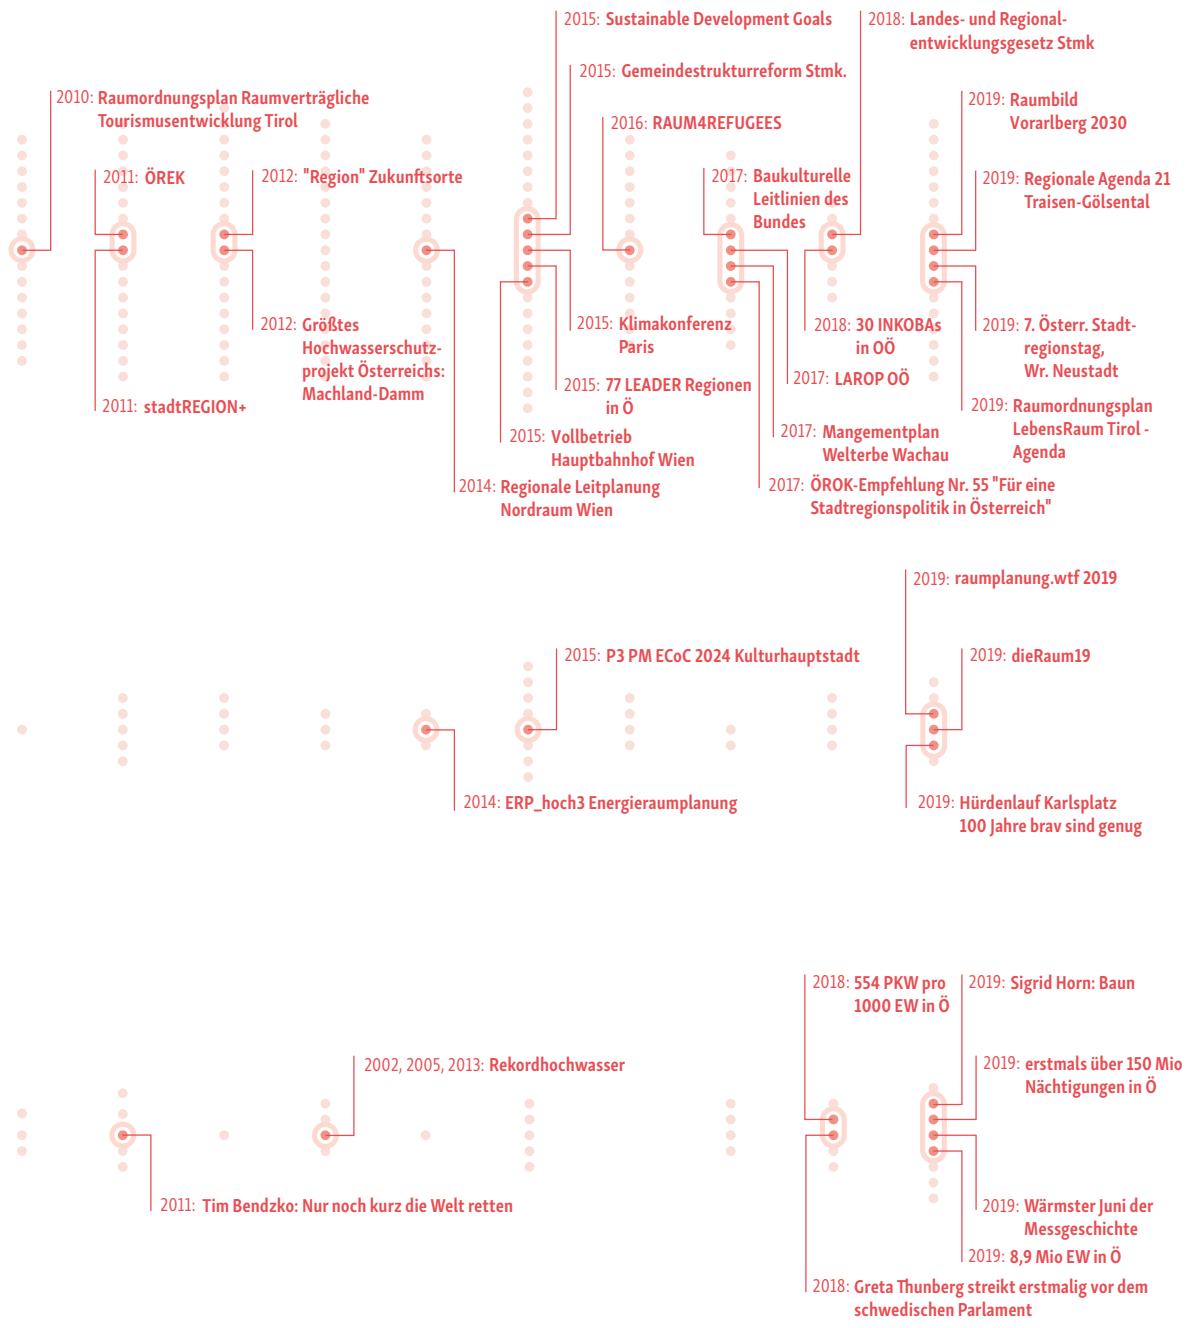 2015: Sustainable Development Goals
2018: Landes- und Regional-
entwicklungsgesetz Stmk
2015: Gemeindestrukturreform Stmk.
2010: Raumordnungsplan Raumverträgliche
Tourismusentwicklung Tirol
2019: Raumbild
Vorarlberg 2030
2016: RAUM4REFUGEES
2011: ÖREK
2012: "Region" Zukunftsorte
2017: Baukulturelle
Leitlinien des
Bundes
2019: Regionale Agenda 21
Traisen-Gölsental
2012: Größtes
Hochwasserschutz-
projekt Österreichs:
Machland-Damm
2015: Klimakonferenz
Paris
2018: 30 INKOBAs
in OÖ
2019: 7. Österr. Stadt-
regionstag,
Wr. Neustadt
2017: LAROP OÖ
2015: 77 LEADER Regionen
in Ö
2011: stadtREGION+
2019: Raumordnungsplan
LebensRaum Tirol -
Agenda
2015: Vollbetrieb
Hauptbahnhof Wien
2017: Mangementplan
Welterbe Wachau
2014: Regionale Leitplanung
Nordraum Wien
2017: ÖROK-Empfehlung Nr. 55 "Für eine
Stadtregionspolitik in Österreich"
2019: raumplanung.wtf 2019
2015: P3 PM ECoC 2024 Kulturhauptstadt
2019: dieRaum19
2014: ERP_hoch3 Energieraumplanung
2019: Hürdenlauf Karlsplatz
100 Jahre brav sind genug
2018: 554 PKW pro
1000 EW in Ö
2019: Sigrid Horn: Baun
2002, 2005, 2013: Rekordhochwasser
2019: erstmals über 150 Mio
Nächtigungen in Ö
2011: Tim Bendzko: Nur noch kurz die Welt retten
2019: Wärmster Juni der
Messgeschichte
2019: 8,9 Mio EW in Ö
2018: Greta Thunberg streikt erstmalig vor dem
schwedischen Parlament